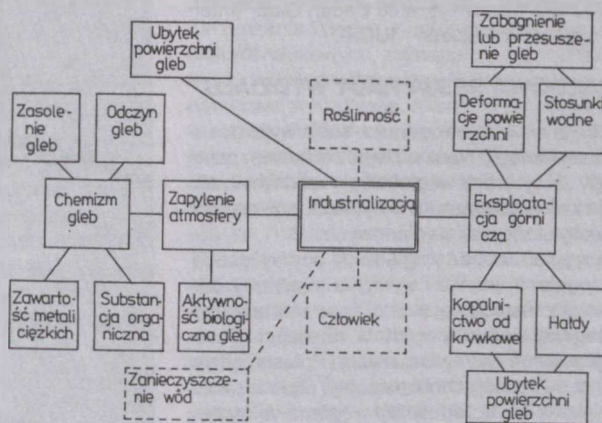 Ubytek
powierzchni
gleb
Zabagnienie
lub przesusze-
nie gleb
Zasole-
nie
gleb
Odczyn
gleb
Roślinność
Deforma-
cje powie
rzchni
Stosunki
wodne
Chemizm
gleb
Zapylenie
atmosfery
Industrializacja
Eksploata-
cja górni
cza
Zawarto-
ść metali
ciężkich
Substan-
cja orga-
niczna
Aktywno-
ść biologi-
czna gleb
Człowiek
Kopalni-
ctwo od
krywkowe
Hałdy
Zanieczyszcze-
nie wód
Ubytek
powierzchni
gleb